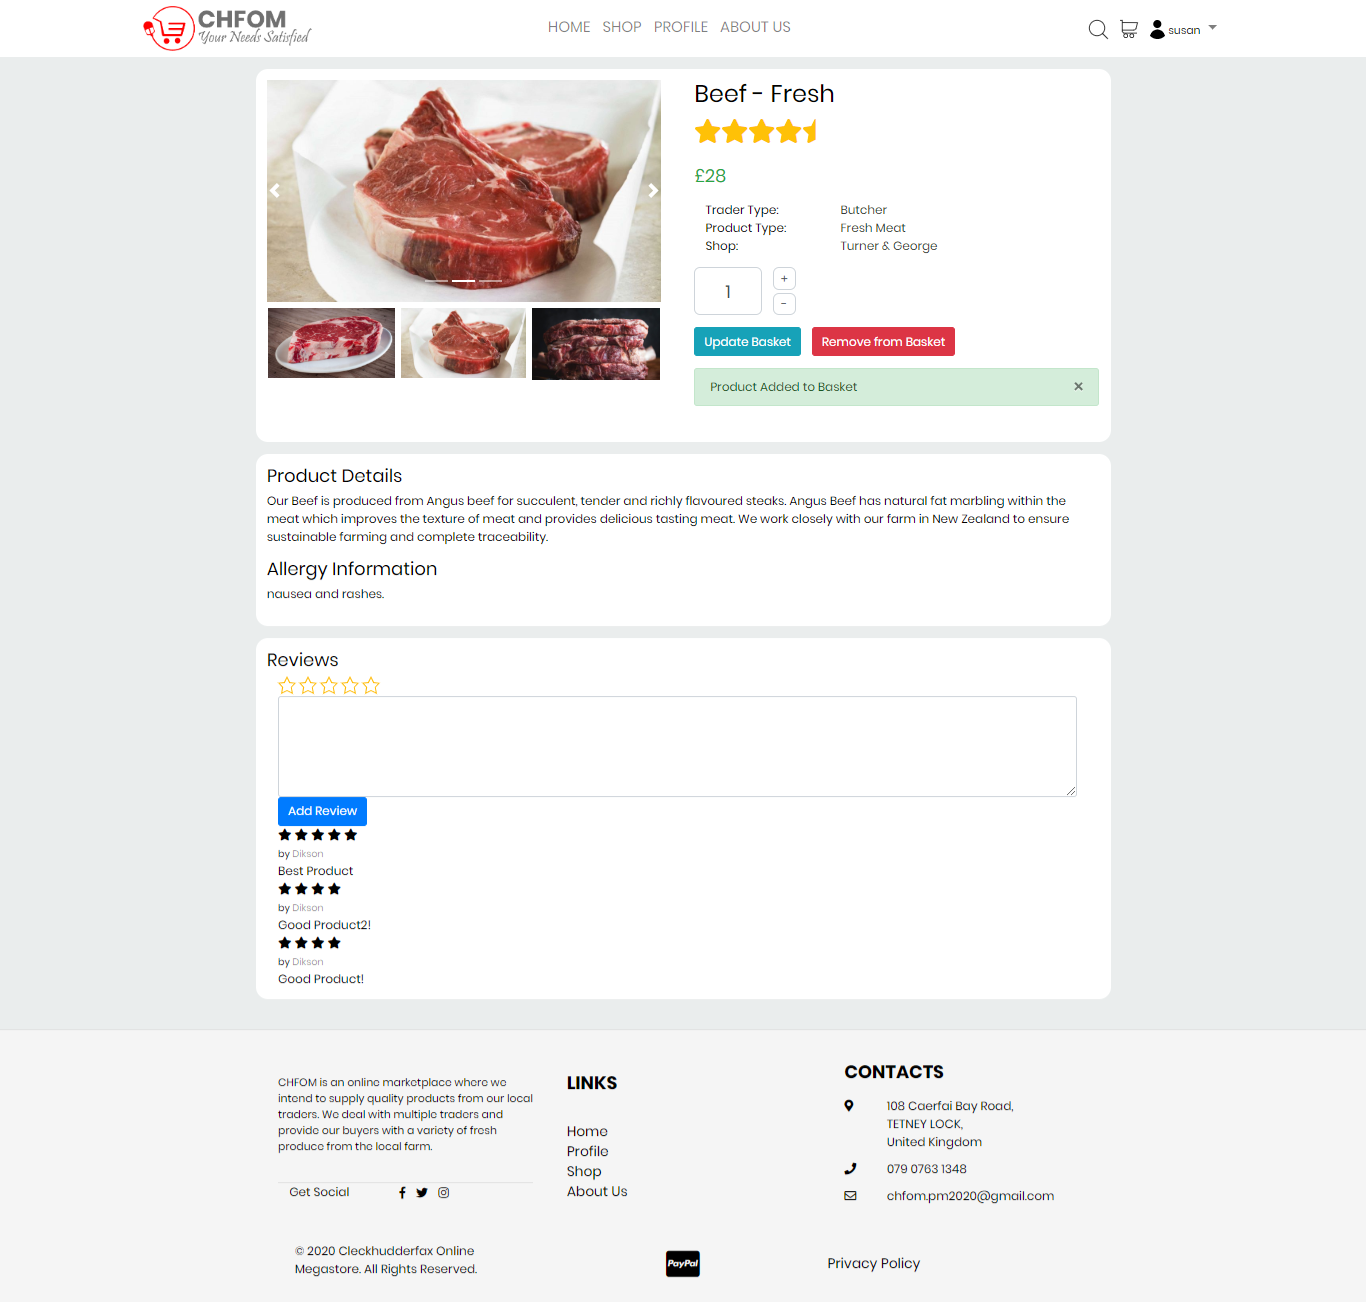 CHFOM
Your Needs Satisfied
HOME SHOP PROFILE ABOUT US
susan
Beef - Fresh
£28
Trader Type: Butcher
Product Type: Fresh Meat
Shop: Turner & George
1
+
-
Update Basket Remove from Basket
Product Added to Basket ×
Product Details
Our Beef is produced from Angus beef for succulent, tender and richly flavoured steaks. Angus Beef has natural fat marbling within the
meat which improves the texture of meat and provides delicious tasting meat. We work closely with our farm in New Zealand to ensure
sustainable farming and complete traceability.
Allergy Information
nausea and rashes.
Reviews
Add Review
by Dikson
Best Product
by Dikson
Good Product2!
by Dikson
Good Product!
CHFOM is an online marketplace where we
intend to supply quality products from our local
traders. We deal with multiple traders and
provide our buyers with a variety of fresh
produce from the local farm.
Get Social
LINKS
Home
Profile
Shop
About Us
CONTACTS
108 Caerfai Bay Road,
TETNEY LOCK,
United Kingdom
079 0763 1348
chfom.pm2020@gmail.com
© 2020 Cleckhudderfax Online
Megastore. All Rights Reserved.
PayPal
Privacy Policy